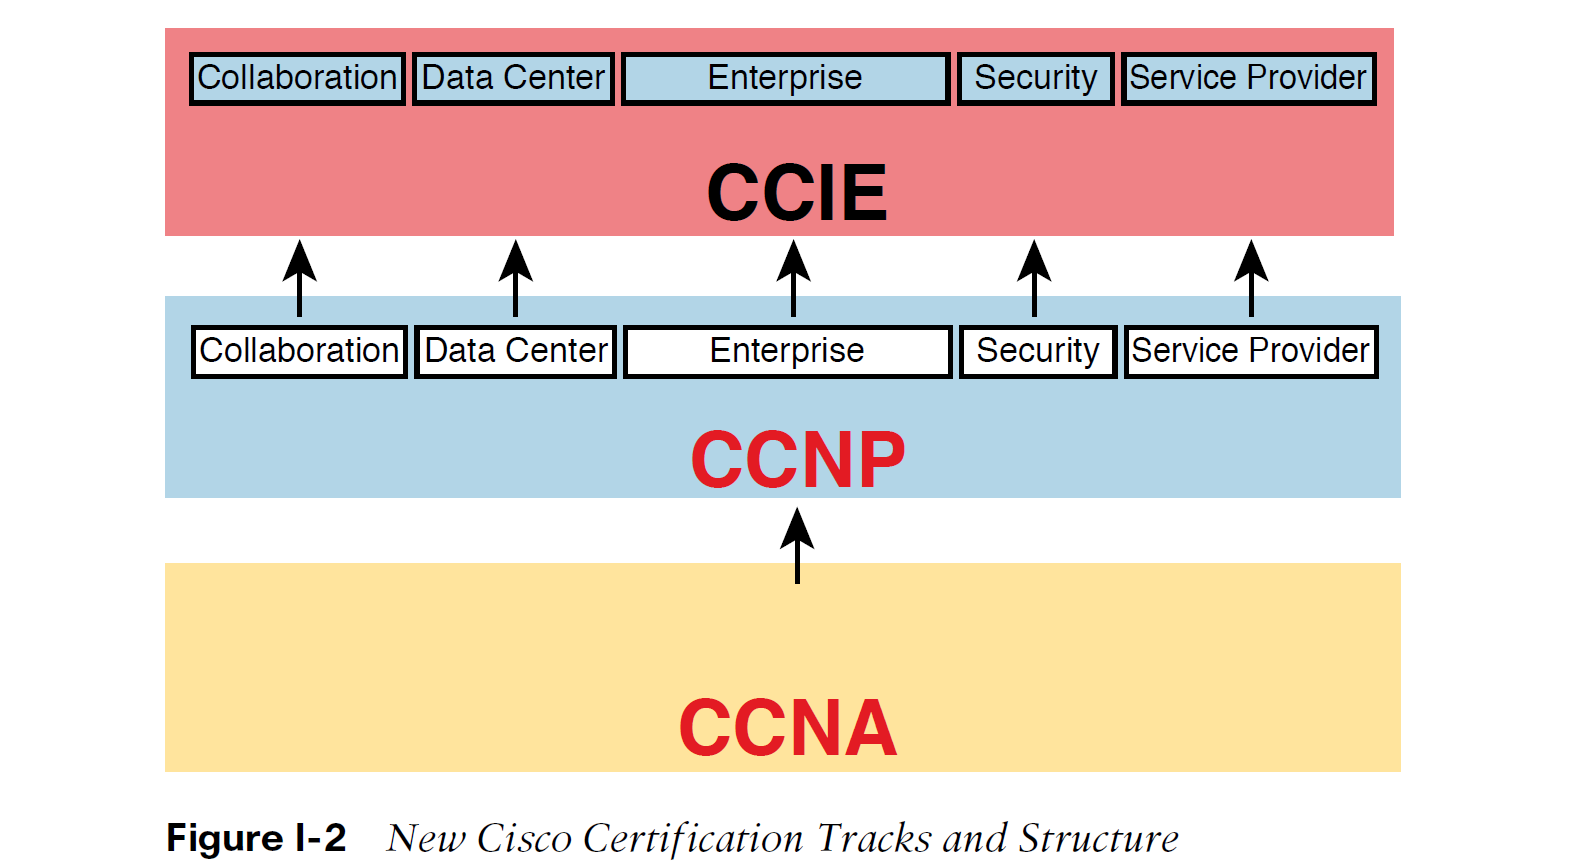 Collaboration Data Center Enterprise Security Service Provider
CCIE
Collaboration Data Center Enterprise Security Service Provider
CCNP
CCNA
Figure I-2 New Cisco Certification Tracks and Structure